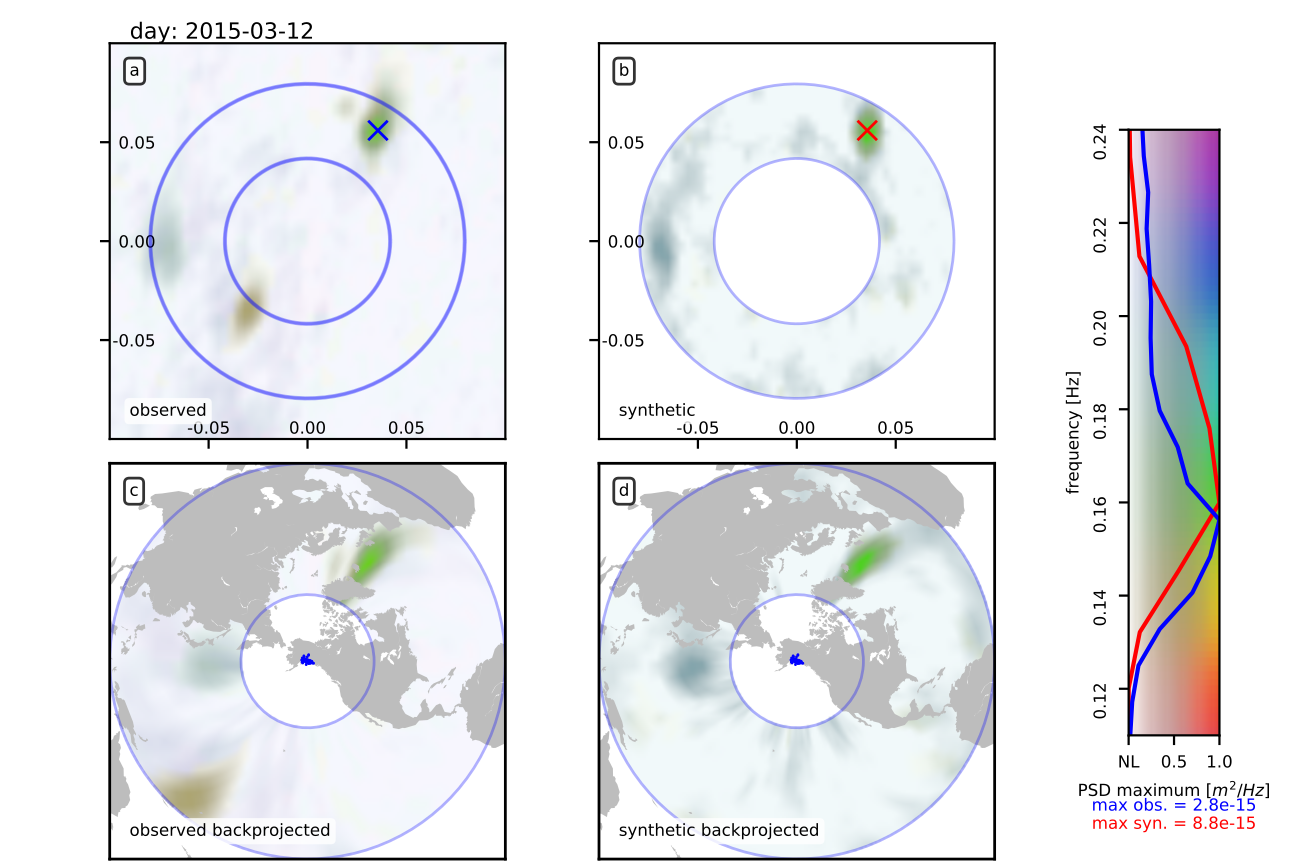 day: 2015-03-12
a
0.05
0.00
-0.05
observed
-0.05 0.00 0.05
b
0.05
0.00
-0.05
synthetic
-0.05 0.00 0.05
c
observed backprojected
d
synthetic backprojected
0.24
0.22
0.20
0.18
0.16
0.14
0.12
frequency [Hz]
NL 0.5 1.0
PSD maximum [m²/Hz]
max obs. = 2.8e-15
max syn. = 8.8e-15